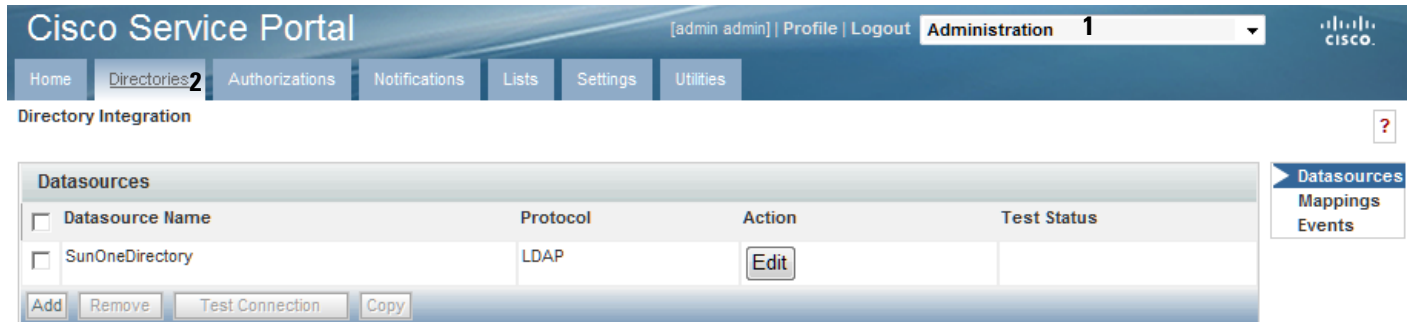 Cisco Service Portal
[admin admin] | Profile | Logout Administration 1
CISCO.
Home Directories 2 Authorizations Notifications Lists Settings Utilities
Directory Integration
?
Datasources
Datasource Name Protocol Action Test Status
SunOneDirectory LDAP Edit
Add Remove Test Connection Copy
Datasources
Mappings
Events